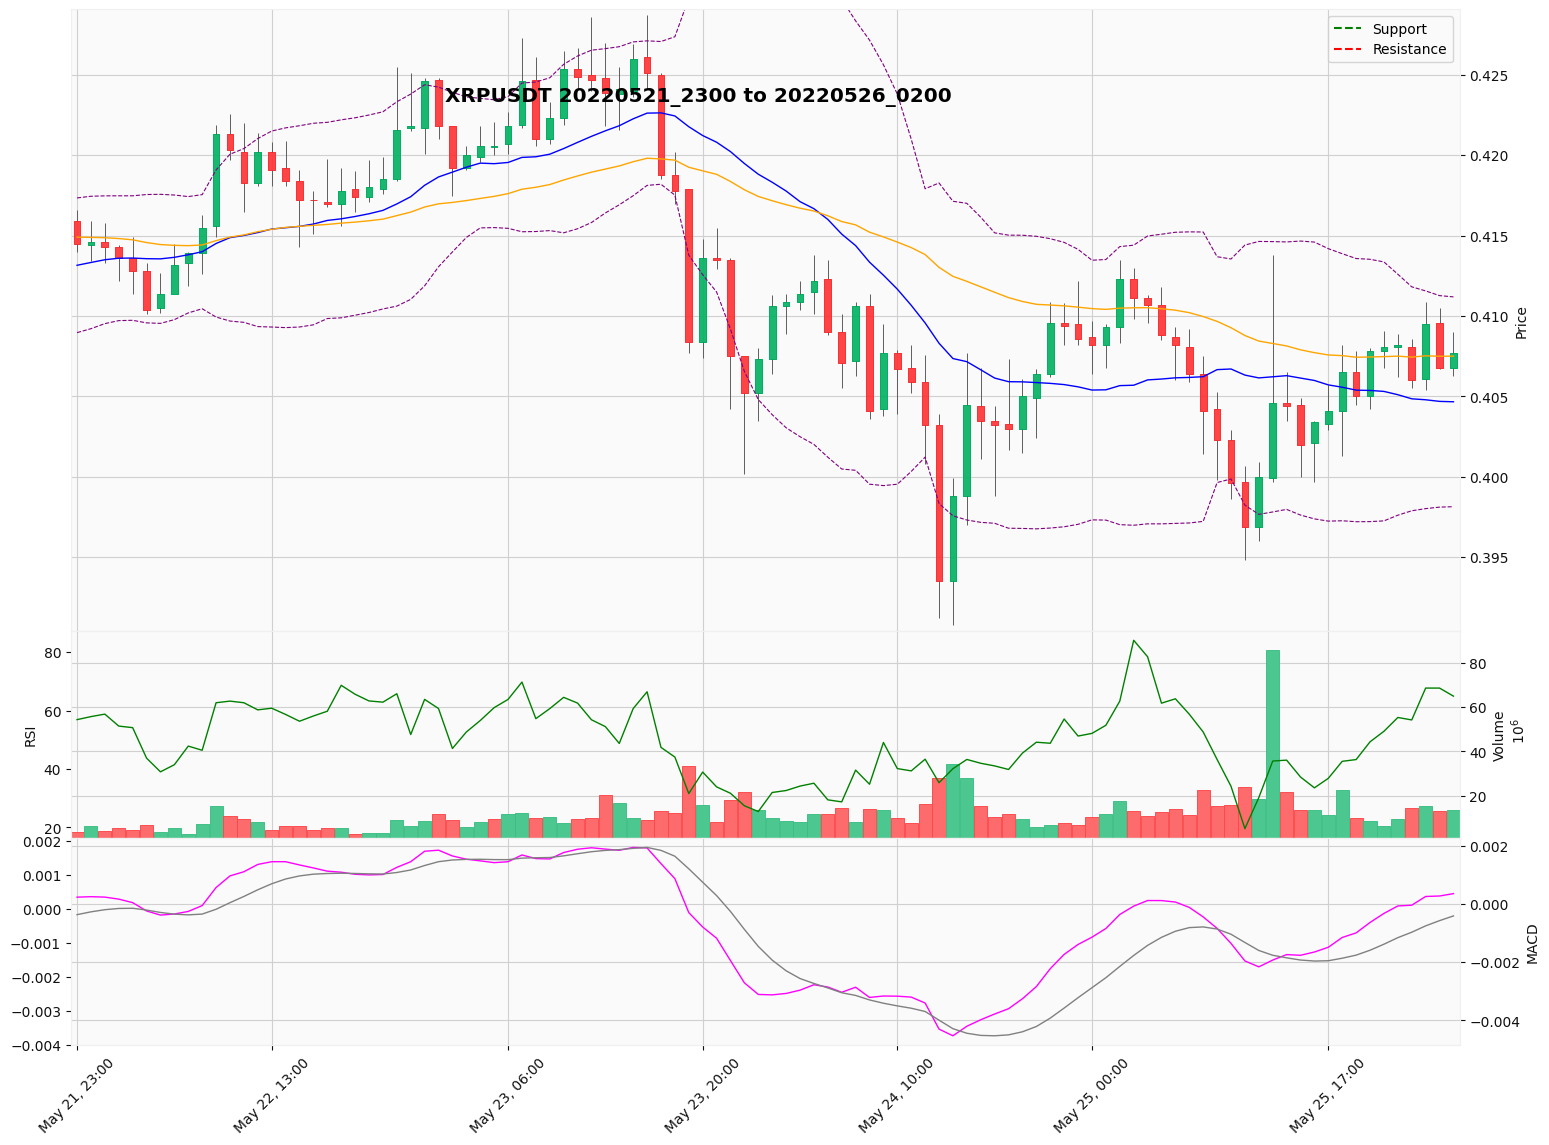 Support
Resistance
XRPUSDT 20220521_2300 to 20220526_0200
0.425
0.420
0.415
0.410
0.405
0.400
0.395
Price
80
60
40
20
RSI
80
60
40
20
Volume
10^6
0.002
0.001
0.000
−0.001
−0.002
−0.003
−0.004
0.002
0.000
−0.002
−0.004
MACD
May 21, 23:00
May 22, 13:00
May 23, 06:00
May 23, 20:00
May 24, 10:00
May 25, 00:00
May 25, 17:00